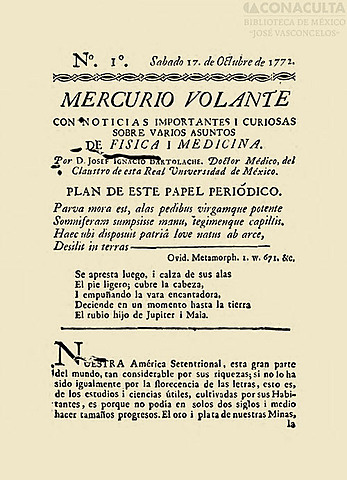 CONACULTA
BIBLIOTECA DE MÉXICO
·JOSÉ VASCONCELOS·
Nº. 1º. Sabado 17. de Octubre de 1772.
MERCURIO VOLANTE
CON NOTICIAS IMPORTANTES I CURIOSAS
SOBRE VARIOS ASUNTOS
DE FISICA I MEDICINA.
Por D. Josef Ignacio Bartolache. Doctor Médico, del
Claustro de esta Real Universidad de México.
PLAN DE ESTE PAPEL PERIÓDICO.
Parva mora est, alas pedibus virgamque potente
Somniferam sumpsisse manu, tegimenque capillis.
Hæc ubi disposuit patriâ Iove natus ab arce,
Desilit in terras
Ovid. Metamorph. 1. w. 671. &c.
Se apresta luego, i calza de sus alas
El pie ligero; cubre la cabeza,
I empuñando la vara encantadora,
Deciende en un momento hasta la tierra
El rubio hijo de Jupiter i Maia.
NUESTRA América Setentrional, esta gran parte
del mundo, tan considerable por sus riquezas; si no lo ha
sido igualmente por la florecencia de las letras, esto es,
de los estudios i ciencias útiles, cultivadas por sus Habi-
tantes, es porque no podía en solos dos siglos i medio
hacer tamaños progresos. El oro i plata de nuestras Minas,
la